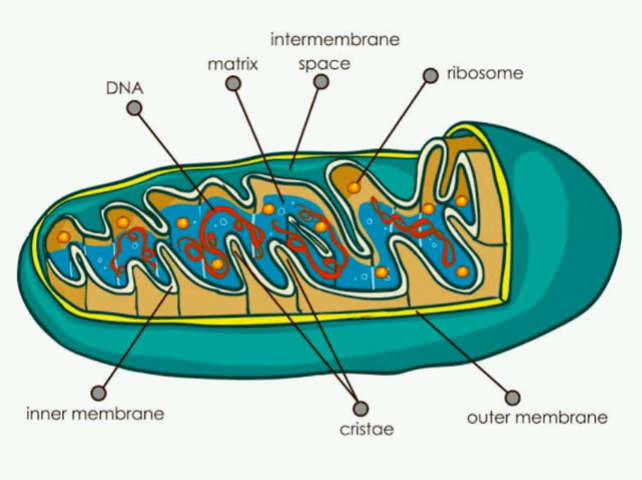 intermembrane
space
matrix
ribosome
DNA
inner membrane
cristae
outer membrane